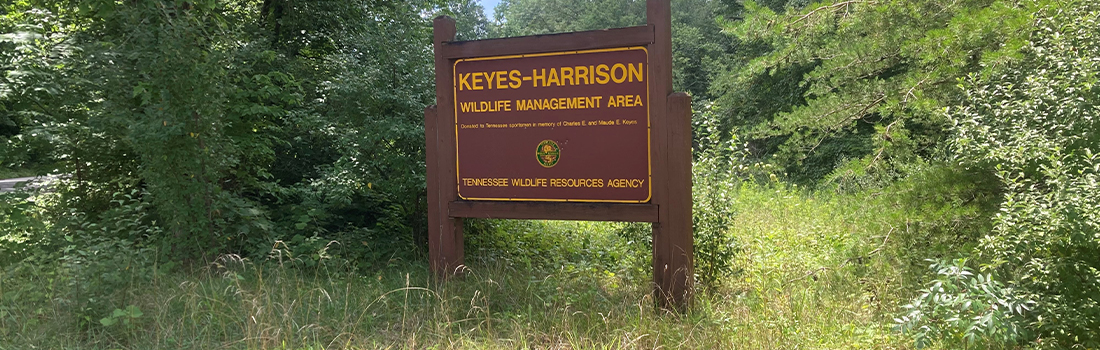 KEYES-HARRISON
WILDLIFE MANAGEMENT AREA
Donated to Tennessee sportsmen in memory of Charles E. and Maude E. Keyes
TENNESSEE WILDLIFE RESOURCES AGENCY